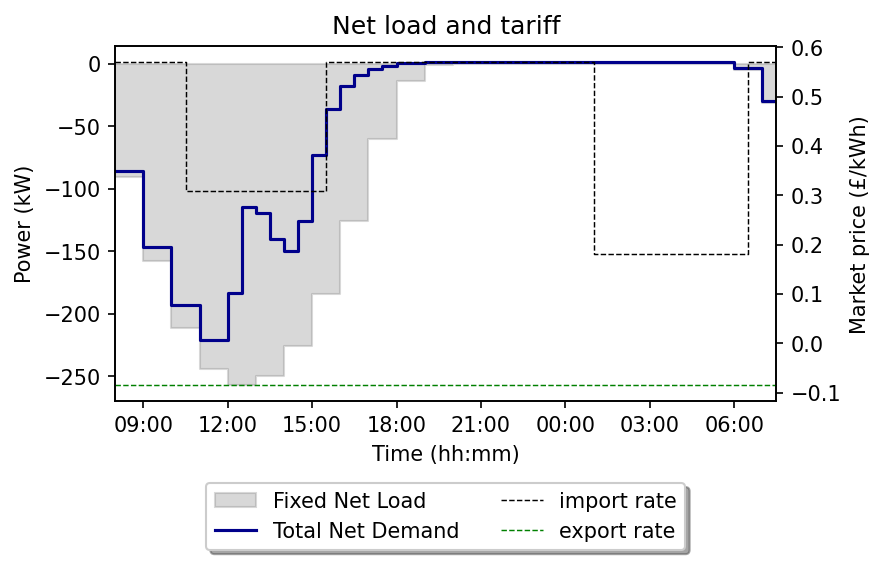 Net load and tariff
0
−50
−100
−150
−200
−250
Power (kW)
0.6
0.5
0.4
0.3
0.2
0.1
0.0
−0.1
Market price (£/kWh)
09:00 12:00 15:00 18:00 21:00 00:00 03:00 06:00
Time (hh:mm)
Fixed Net Load
Total Net Demand
import rate
export rate